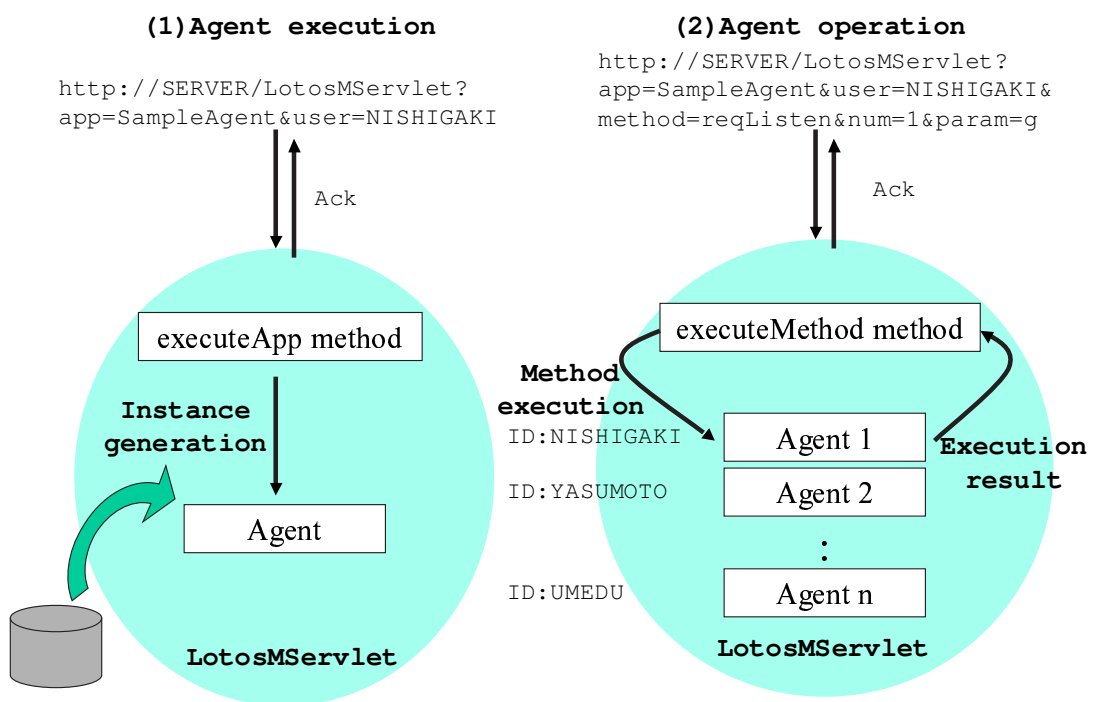 (1)Agent execution
http://SERVER/LotosMServlet?
app=SampleAgent&user=NISHIGAKI
Ack
executeApp method
Instance
generation
Agent
LotosMServlet
(2)Agent operation
http://SERVER/LotosMServlet?
app=SampleAgent&user=NISHIGAKI&
method=reqListen&num=1&param=g
Ack
executeMethod method
Method
execution
ID:NISHIGAKI
Agent 1
Execution
result
ID:YASUMOTO
Agent 2
:
ID:UMEDU
Agent n
LotosMServlet